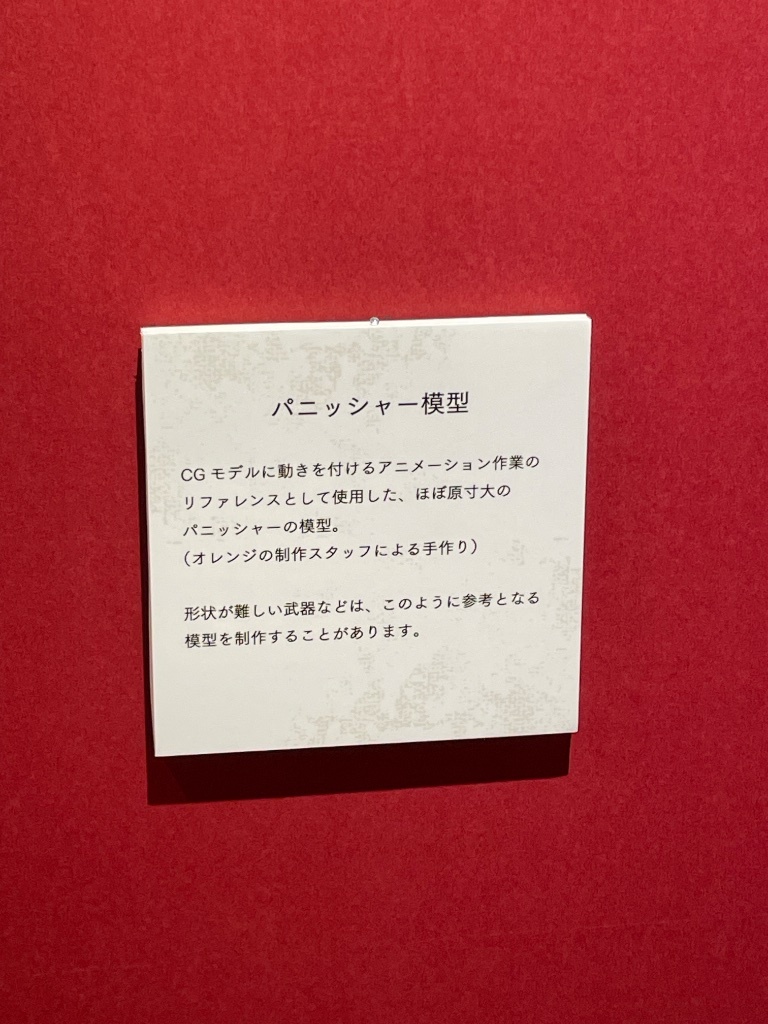 パニッシャー模型
CG モデルに動きを付けるアニメーション作業の
リファレンスとして使用した、ほぼ原寸大の
パニッシャーの模型。
（オレンジの制作スタッフによる手作り）
形状が難しい武器などは、このように参考となる
模型を制作することがあります。